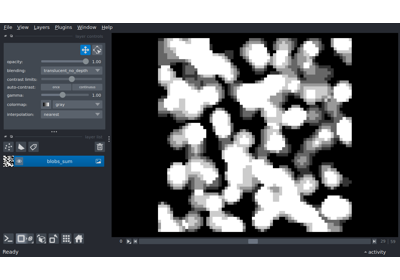 File View Layers Plugins Window Help
opacity: 1.00
blending: translucent_no_depth
contrast limits:
auto-contrast: once continuous
gamma: 1.00
colormap: gray
interpolation: nearest
blobs_sum
Ready
activity